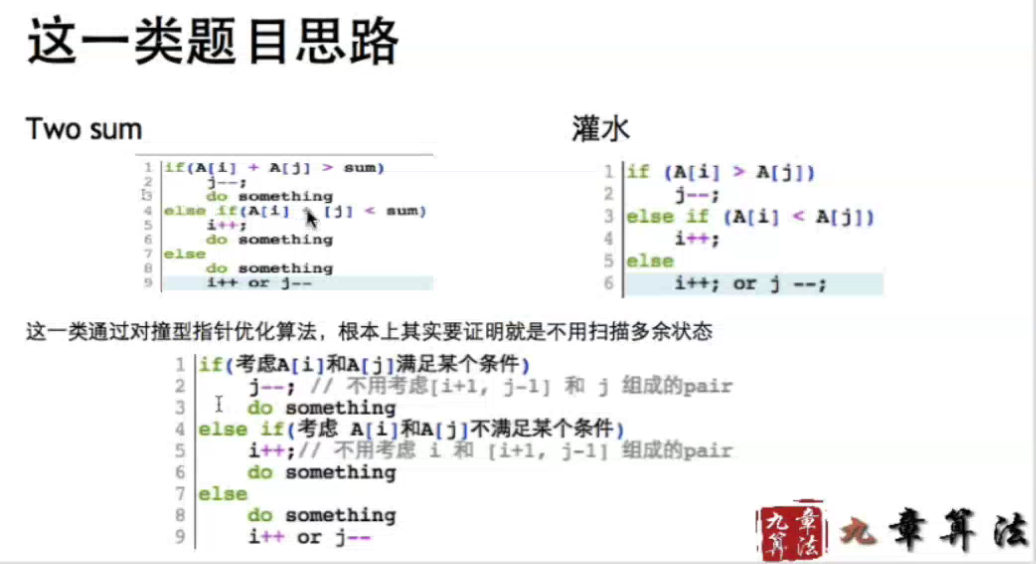 这一类题目思路
Two sum
1 if(A[i] + A[j] > sum)
2 j--;
3 do something
4 else if(A[i] [j] < sum)
5 i++;
6 do something
7 else
8 do something
9 i++ or j--
灌水
1 if (A[i] > A[j])
2 j--;
3 else if (A[i] < A[j])
4 i++;
5 else
6 i++; or j --;
这一类通过对撞型指针优化算法，根本上其实要证明就是不用扫描多余状态
1 if(考虑A[i]和A[j]满足某个条件)
2 j--; // 不用考虑[i+1, j-1] 和 j 组成的pair
3 do something
4 else if(考虑 A[i]和A[j]不满足某个条件)
5 i++;// 不用考虑 i 和 [i+1, j-1] 组成的pair
6 do something
7 else
8 do something
9 i++ or j--
九章算法
九章算法